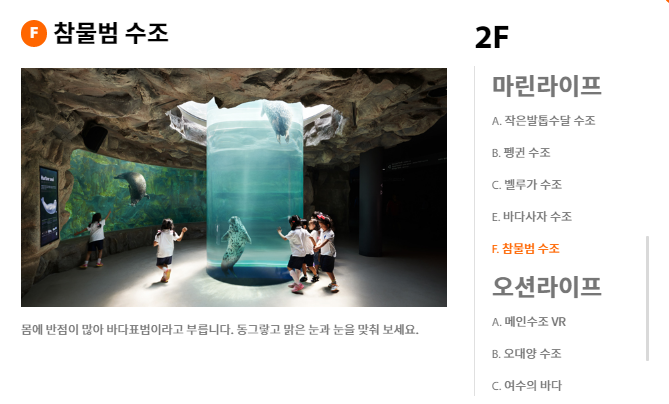 F 참물범 수조
몸에 반점이 많아 바다표범이라고 부릅니다. 동그랗고 맑은 눈과 눈을 맞춰 보세요.
2F
마린라이프
A. 작은발톱수달 수조
B. 펭귄 수조
C. 벨루가 수조
E. 바다사자 수조
F. 참물범 수조
오션라이프
A. 메인수조 VR
B. 오대양 수조
C. 여수의 바다